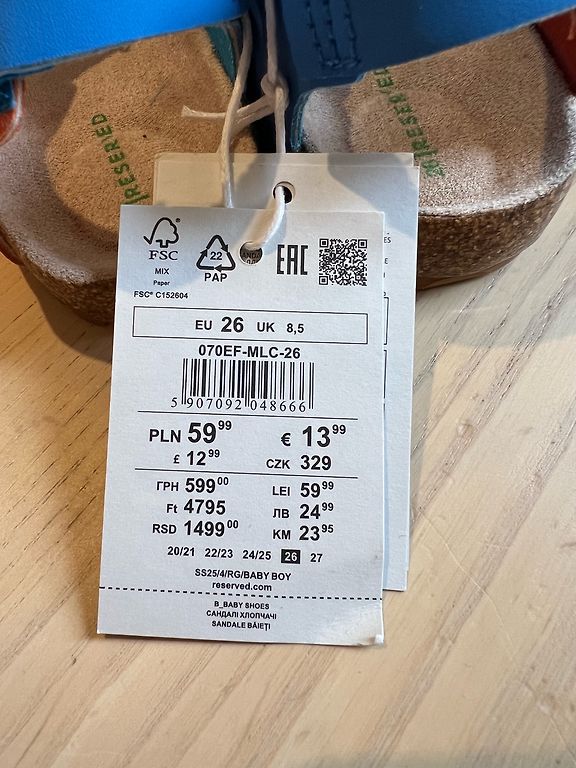 RESERVED
RESERVED
FSC
MIX
Paper
FSC® C152604
22
PAP
EAC
EU 26 UK 8,5
070EF-MLC-26
5 907092 048666
PLN 59 99
€ 13 99
£ 12 99
CZK 329
ГРН 599 00
LEI 59 99
Ft 4795
ЛВ 24 99
RSD 1499 00
KM 23 95
20/21 22/23 24/25 26 27
SS25/4/RG/BABY BOY
reserved.com
B_BABY SHOES
САНДАЛІ ХЛОПЧАЧІ
SANDALE BĂIEȚI